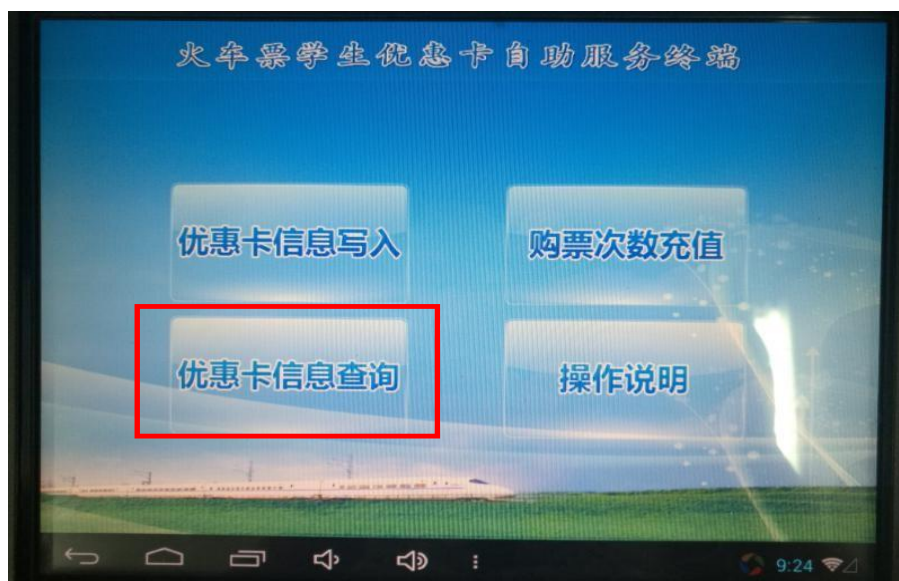 火车票学生优惠卡自助服务终端
优惠卡信息写入
购票次数充值
优惠卡信息查询
操作说明
9:24